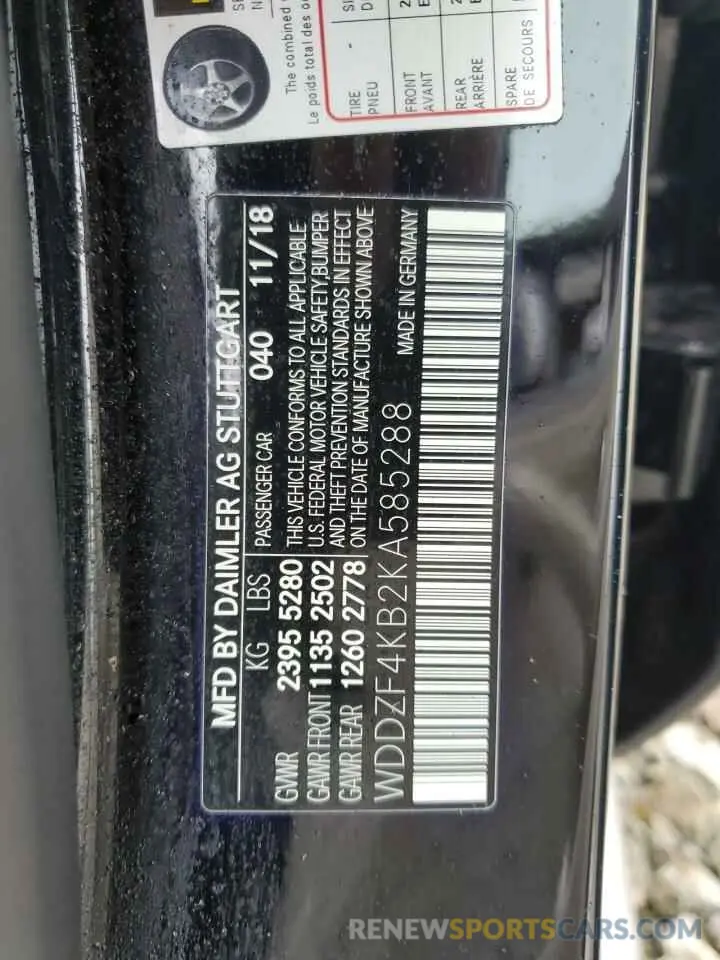 The combined
Le poids total des ou
TIRE
PNEU
FRONT
AVANT
REAR
ARRIÈRE
SPARE
DE SECOURS
MFD BY DAIMLER AG STUTTGART
KG LBS PASSENGER CAR 040 11/18
GVWR 2395 5280 THIS VEHICLE CONFORMS TO ALL APPLICABLE
GAWR FRONT 1135 2502 U.S. FEDERAL MOTOR VEHICLE SAFETY, BUMPER
GAWR REAR 1260 2778 AND THEFT PREVENTION STANDARDS IN EFFECT
ON THE DATE OF MANUFACTURE SHOWN ABOVE
WDDZF4KB2KA585288 MADE IN GERMANY
RENEWSPORTSCARS.COM